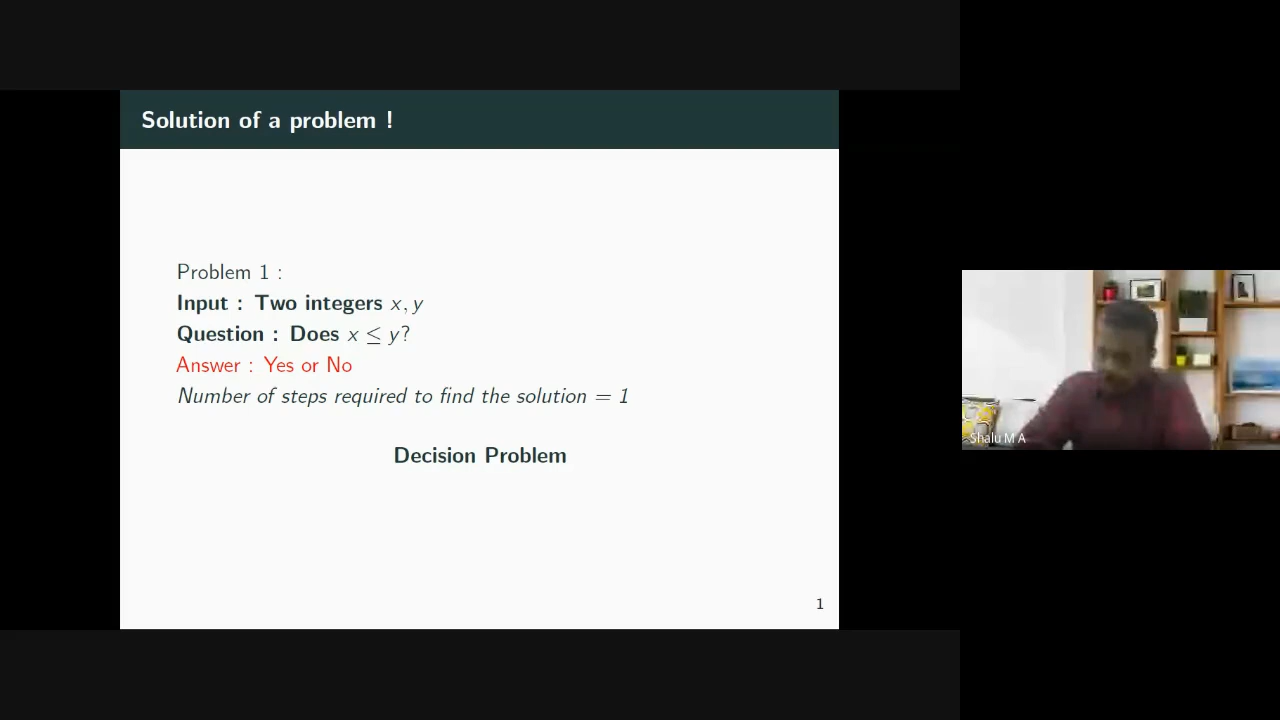 Solution of a problem !
Problem 1 :
Input : Two integers x, y
Question : Does x ≤ y?
Answer : Yes or No
Number of steps required to find the solution = 1
Decision Problem
1
Shalu M A